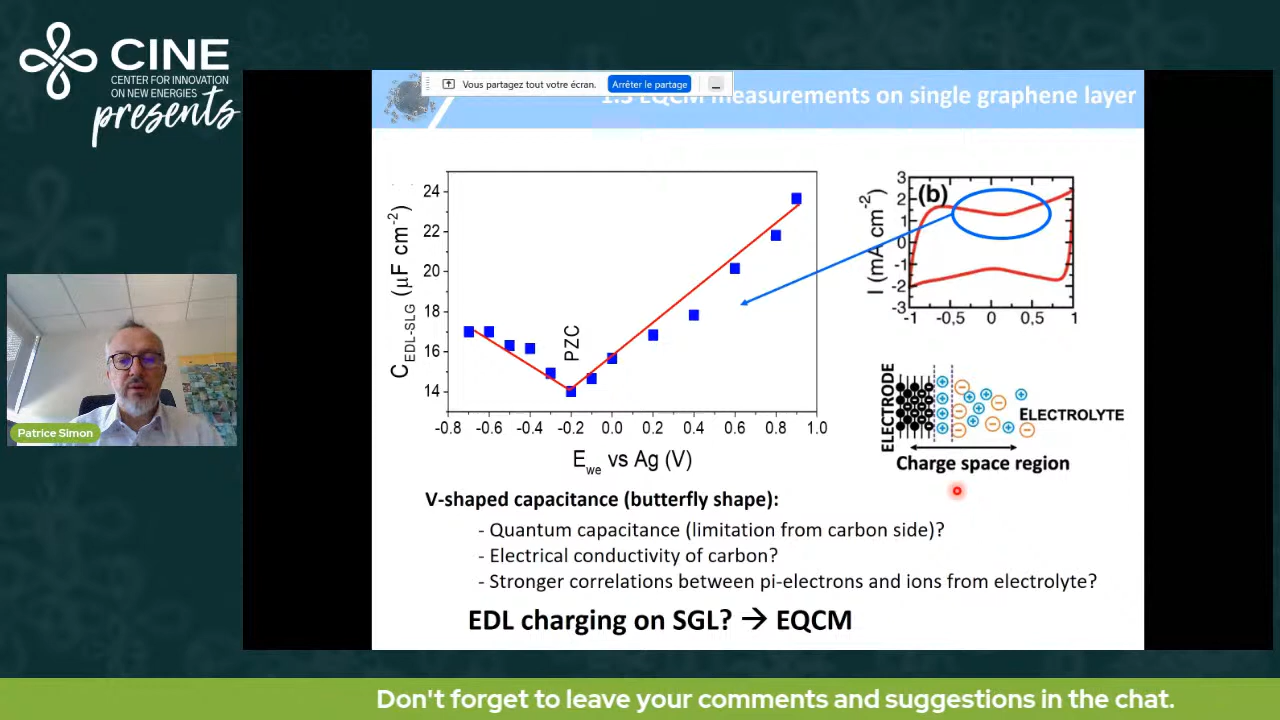 CINE
CENTER FOR INNOVATION
ON NEW ENERGIES
presents
Vous partagez tout votre écran. Arrêter le partage
EQCM measurements on single graphene layer
C EDL-SLG (µF cm-2)
24
22
20
18
16
14
PZC
-0.8 -0.6 -0.4 -0.2 0.0 0.2 0.4 0.6 0.8 1.0
Ewe vs Ag (V)
(b)
I (mA cm-2)
3
2
1
0
-1
-2
-3
-1 -0,5 0 0,5 1
ELECTRODE
ELECTROLYTE
Charge space region
Patrice Simon
V-shaped capacitance (butterfly shape):
- Quantum capacitance (limitation from carbon side)?
- Electrical conductivity of carbon?
- Stronger correlations between pi-electrons and ions from electrolyte?
EDL charging on SGL? → EQCM
Don't forget to leave your comments and suggestions in the chat.